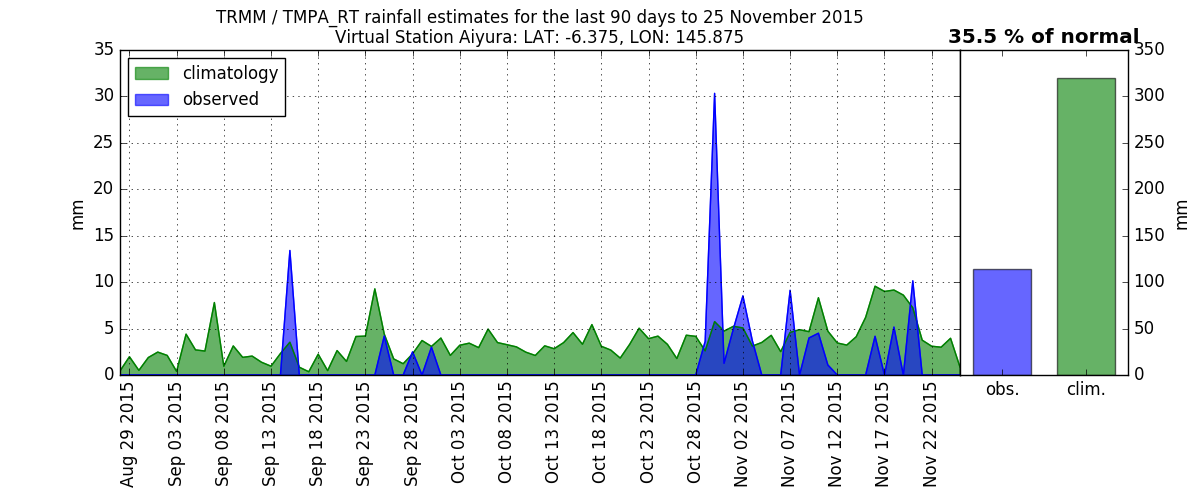 TRMM / TMPA_RT rainfall estimates for the last 90 days to 25 November 2015
Virtual Station Aiyura: LAT: -6.375, LON: 145.875
35.5 % of normal
climatology
observed
mm
35
30
25
20
15
10
5
0
350
300
250
200
150
100
50
0
mm
Aug 29 2015
Sep 03 2015
Sep 08 2015
Sep 13 2015
Sep 18 2015
Sep 23 2015
Sep 28 2015
Oct 03 2015
Oct 08 2015
Oct 13 2015
Oct 18 2015
Oct 23 2015
Oct 28 2015
Nov 02 2015
Nov 07 2015
Nov 12 2015
Nov 17 2015
Nov 22 2015
obs.
clim.